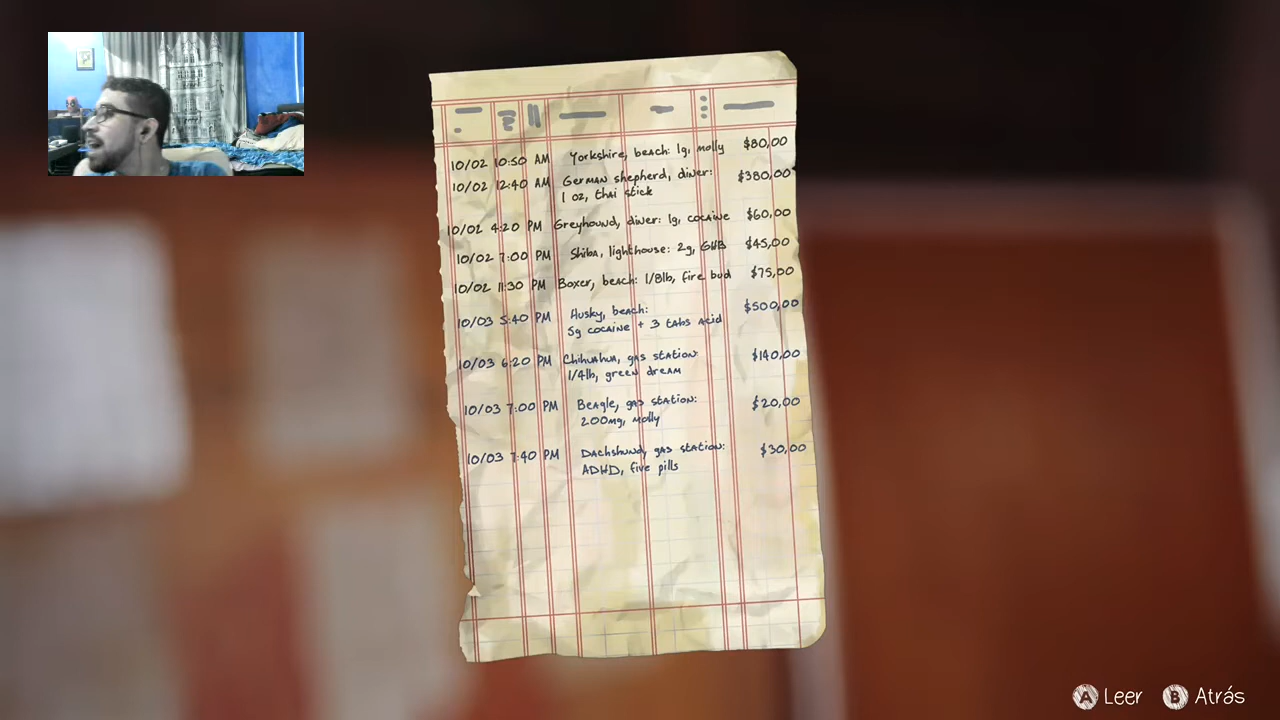 10/02 10:50 AM Yorkshire, beach: 1g, molly $80,00
10/02 12:40 AM German shepherd, diner: $380,00
1 oz, thai stick
10/02 4:20 PM Greyhound, diner: 1g, cocaine $60,00
10/02 7:00 PM Shiba, lighthouse: 2g, GHB $45,00
10/02 11:30 PM Boxer, beach: 1/8lb, fire bud $75,00
10/03 5:40 PM Husky, beach: $500,00
5g cocaine + 3 tabs acid
10/03 6:20 PM Chihuahua, gas station: $140,00
1/4lb, green dream
10/03 7:00 PM Beagle, gas station: $20,00
200mg, molly
10/03 7:40 PM Dachshund, gas station: $30,00
ADHD, five pills
A Leer B Atrás